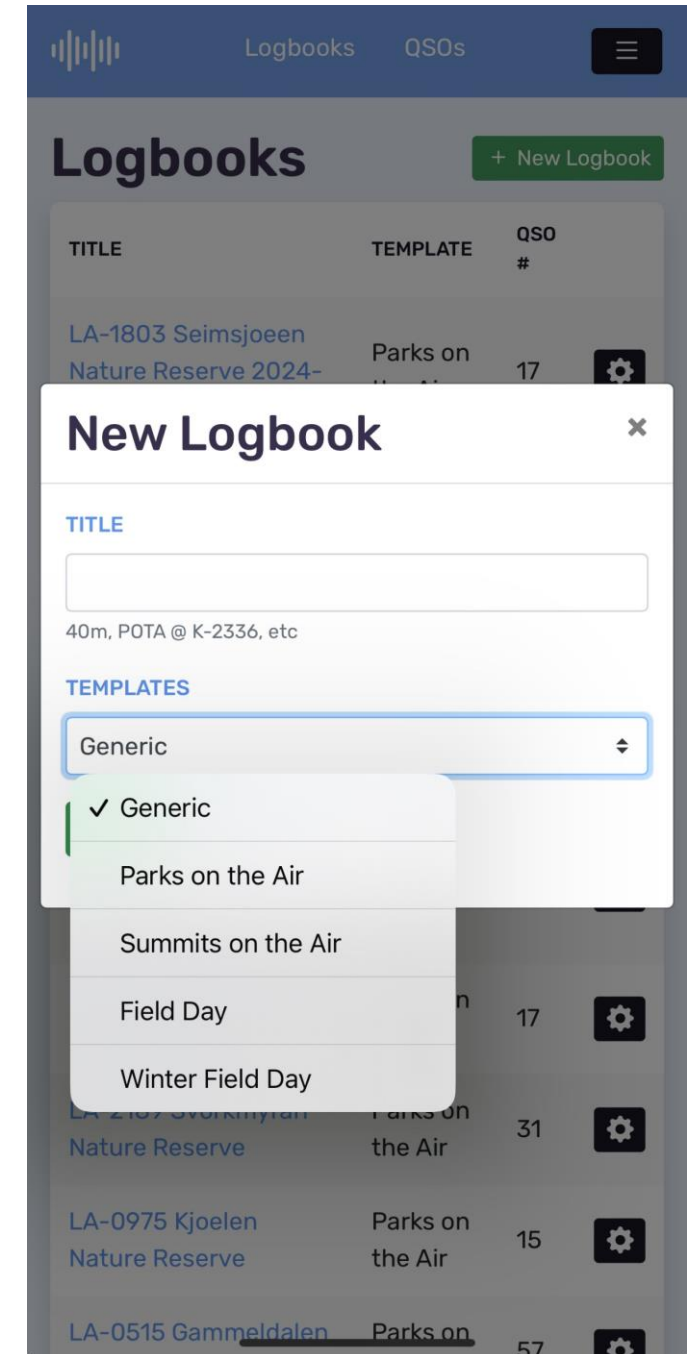 Logbooks QSOs
Logbooks
+ New Logbook
TITLE
TEMPLATE
QSO
#
LA-1803 Seimsjoeen
Nature Reserve 2024-
Parks on
17
New Logbook
×
TITLE
40m, POTA @ K-2336, etc
TEMPLATES
Generic
✓ Generic
Parks on the Air
Summits on the Air
Field Day
Winter Field Day
17
Nature Reserve
Parks on
the Air
31
LA-0975 Kjoelen
Nature Reserve
Parks on
the Air
15
LA-0515 Gammeldalen
Parks on
57